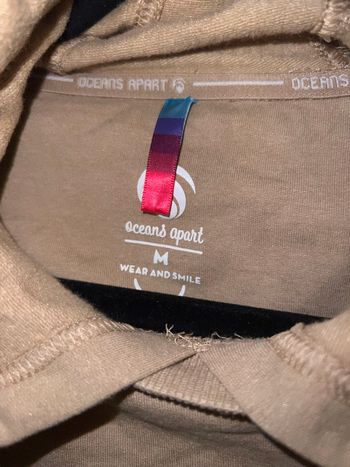 OCEANS APART
OCEANS
oceans apart
M
WEAR AND SMILE